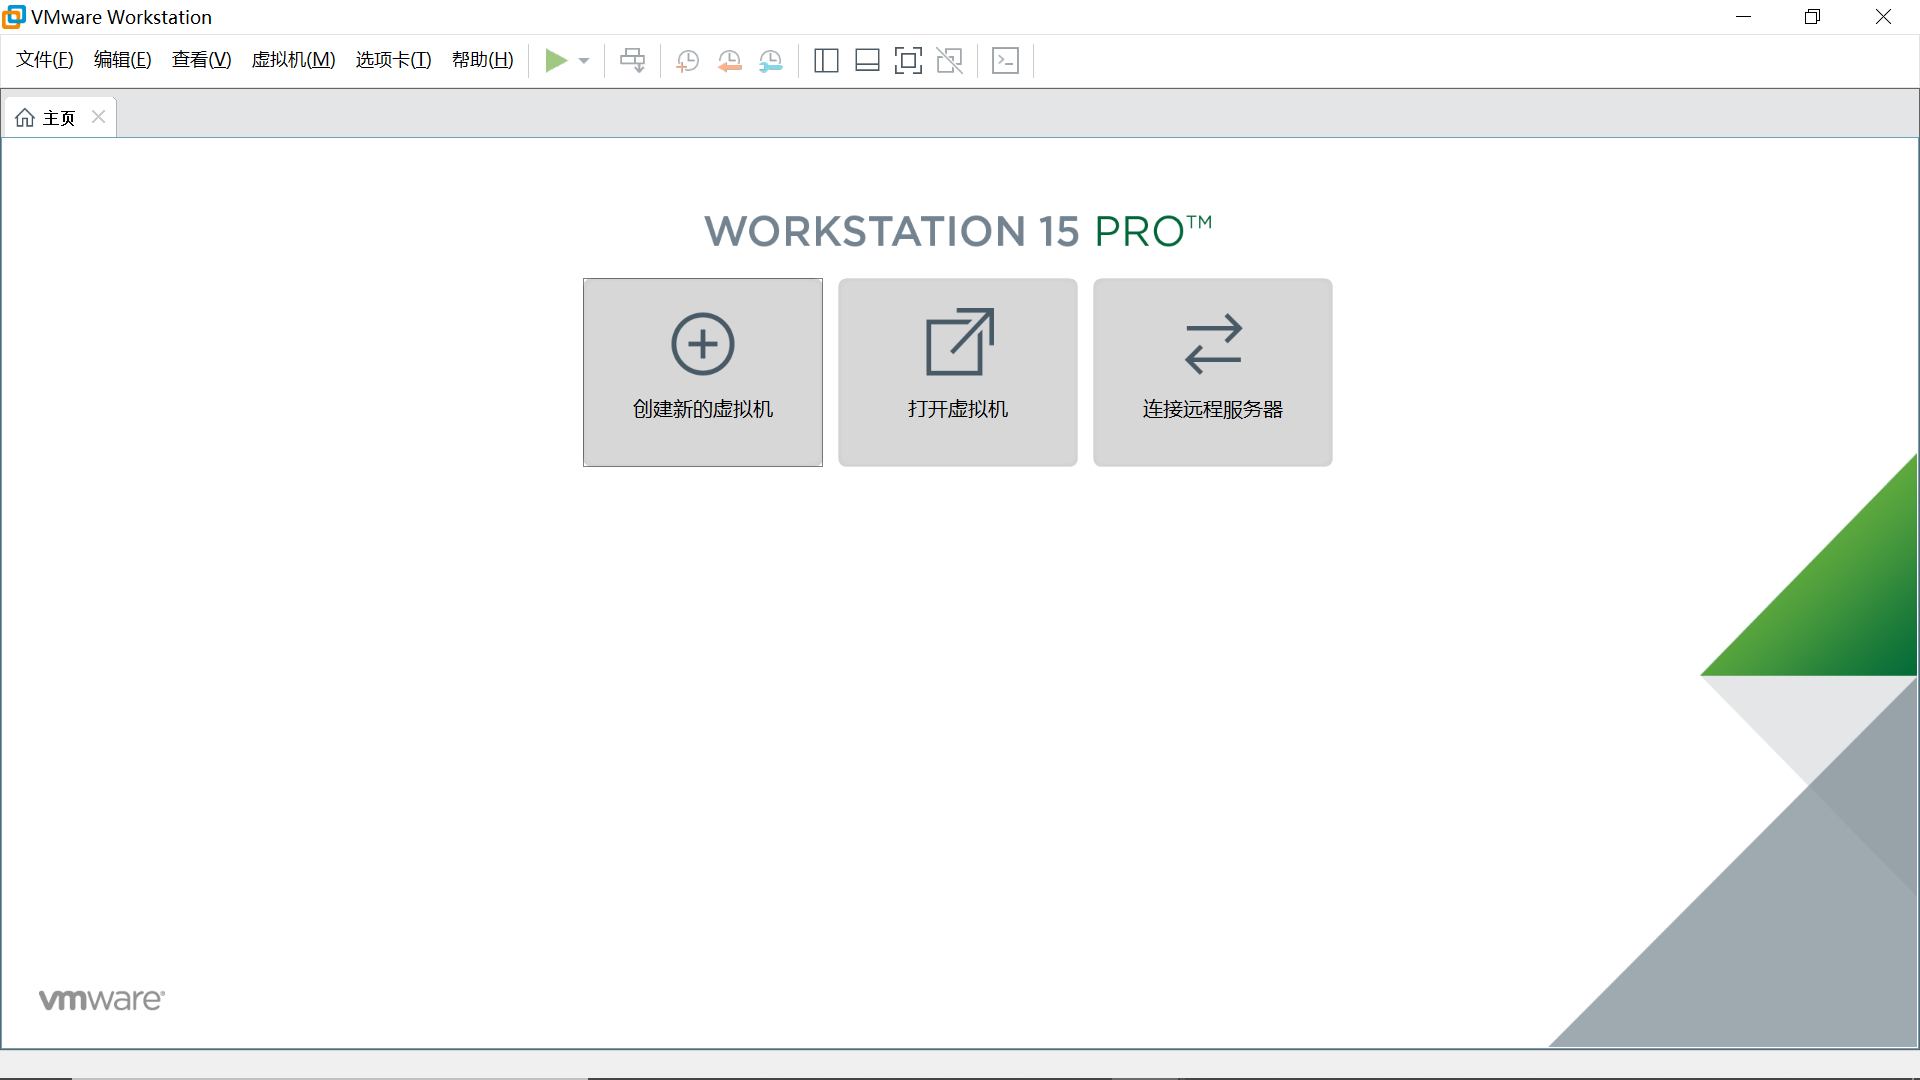 VMware Workstation
文件(F) 编辑(E) 查看(V) 虚拟机(M) 选项卡(T) 帮助(H)
主页
WORKSTATION 15 PRO™
创建新的虚拟机 打开虚拟机 连接远程服务器
vmware®